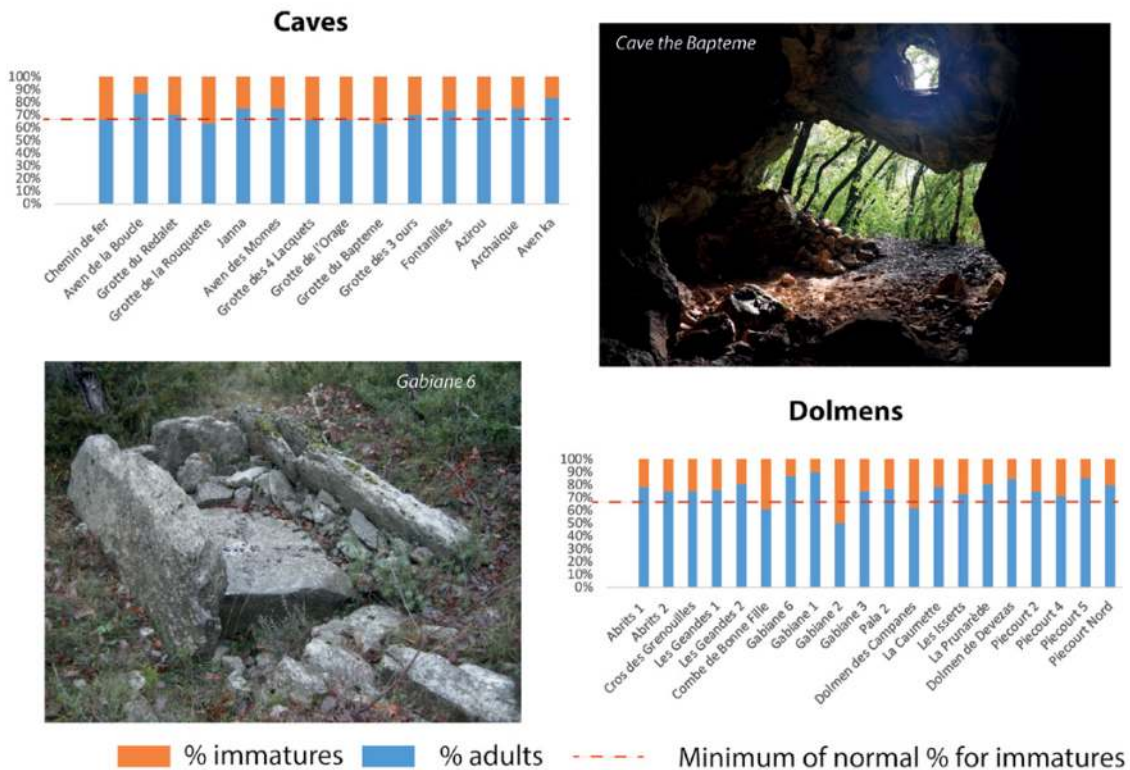 Caves
Cave the Bapteme
100%
90%
80%
70%
60%
50%
40%
30%
20%
10%
0%
Chemin de fer
Aven de la Boucle
Grotte du Redalet
Grotte de la Rouquette
Janna
Aven des Momes
Grotte des 4 Lacquets
Grotte de l'Orage
Grotte du Bapteme
Grotte des 3 ours
Fontanilles
Azirou
Archaïque
Aven ka
Gabiane 6
Dolmens
100%
90%
80%
70%
60%
50%
40%
30%
20%
10%
0%
Abrits 1
Abrits 2
Cros des Grenouilles
Les Geandes 1
Les Geandes 2
Combe de Bonne Fille
Gabiane 6
Gabiane 1
Gabiane 2
Gabiane 3
Pala 2
Dolmen des Campanes
La Caumette
Les Isserts
La Prunarède
Dolmen de Devezas
Piecourt 2
Piecourt 4
Piecourt 5
Piecourt Nord
% immatures % adults Minimum of normal % for immatures